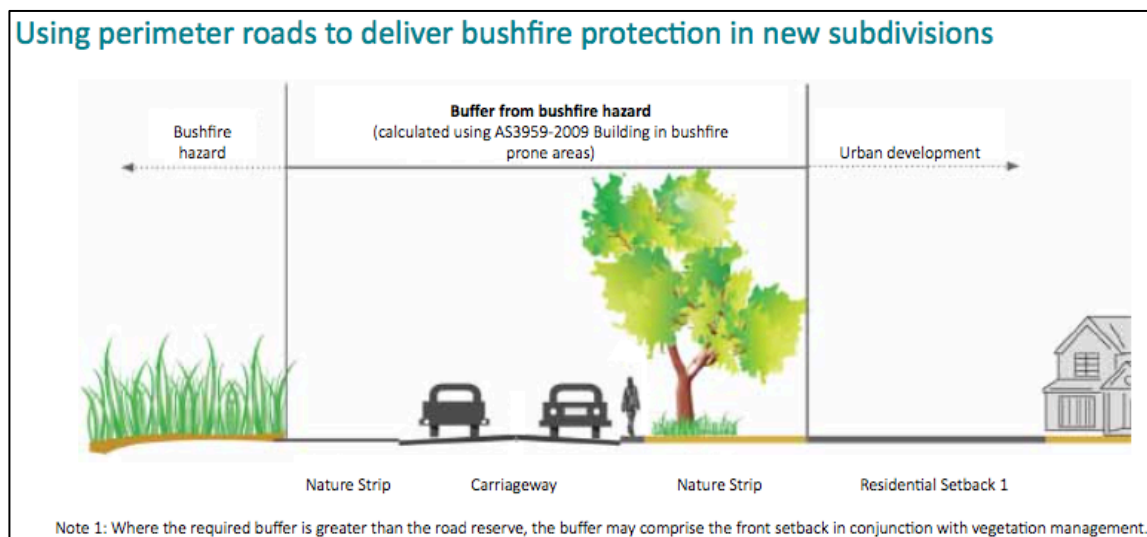 Using perimeter roads to deliver bushfire protection in new subdivisions
Buffer from bushfire hazard
(calculated using AS3959-2009 Building in bushfire
prone areas)
Bushfire
hazard
Urban development
Nature Strip
Carriageway
Nature Strip
Residential Setback 1
Note 1: Where the required buffer is greater than the road reserve, the buffer may comprise the front setback in conjunction with vegetation management.